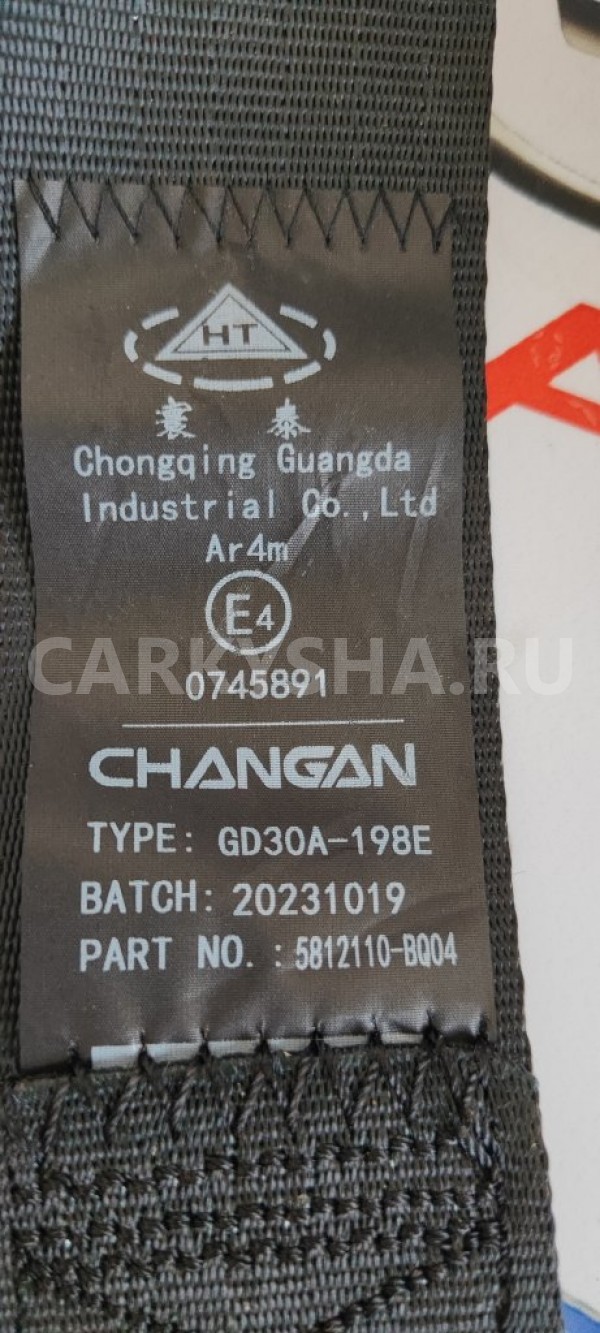 HT
寰泰
Chongqing Guangda
Industrial Co.,Ltd
Ar4m
E4
0745891
CARKYSHA.RU
CHANGAN
TYPE: GD30A-198E
BATCH: 20231019
PART NO.: 5812110-BQ04